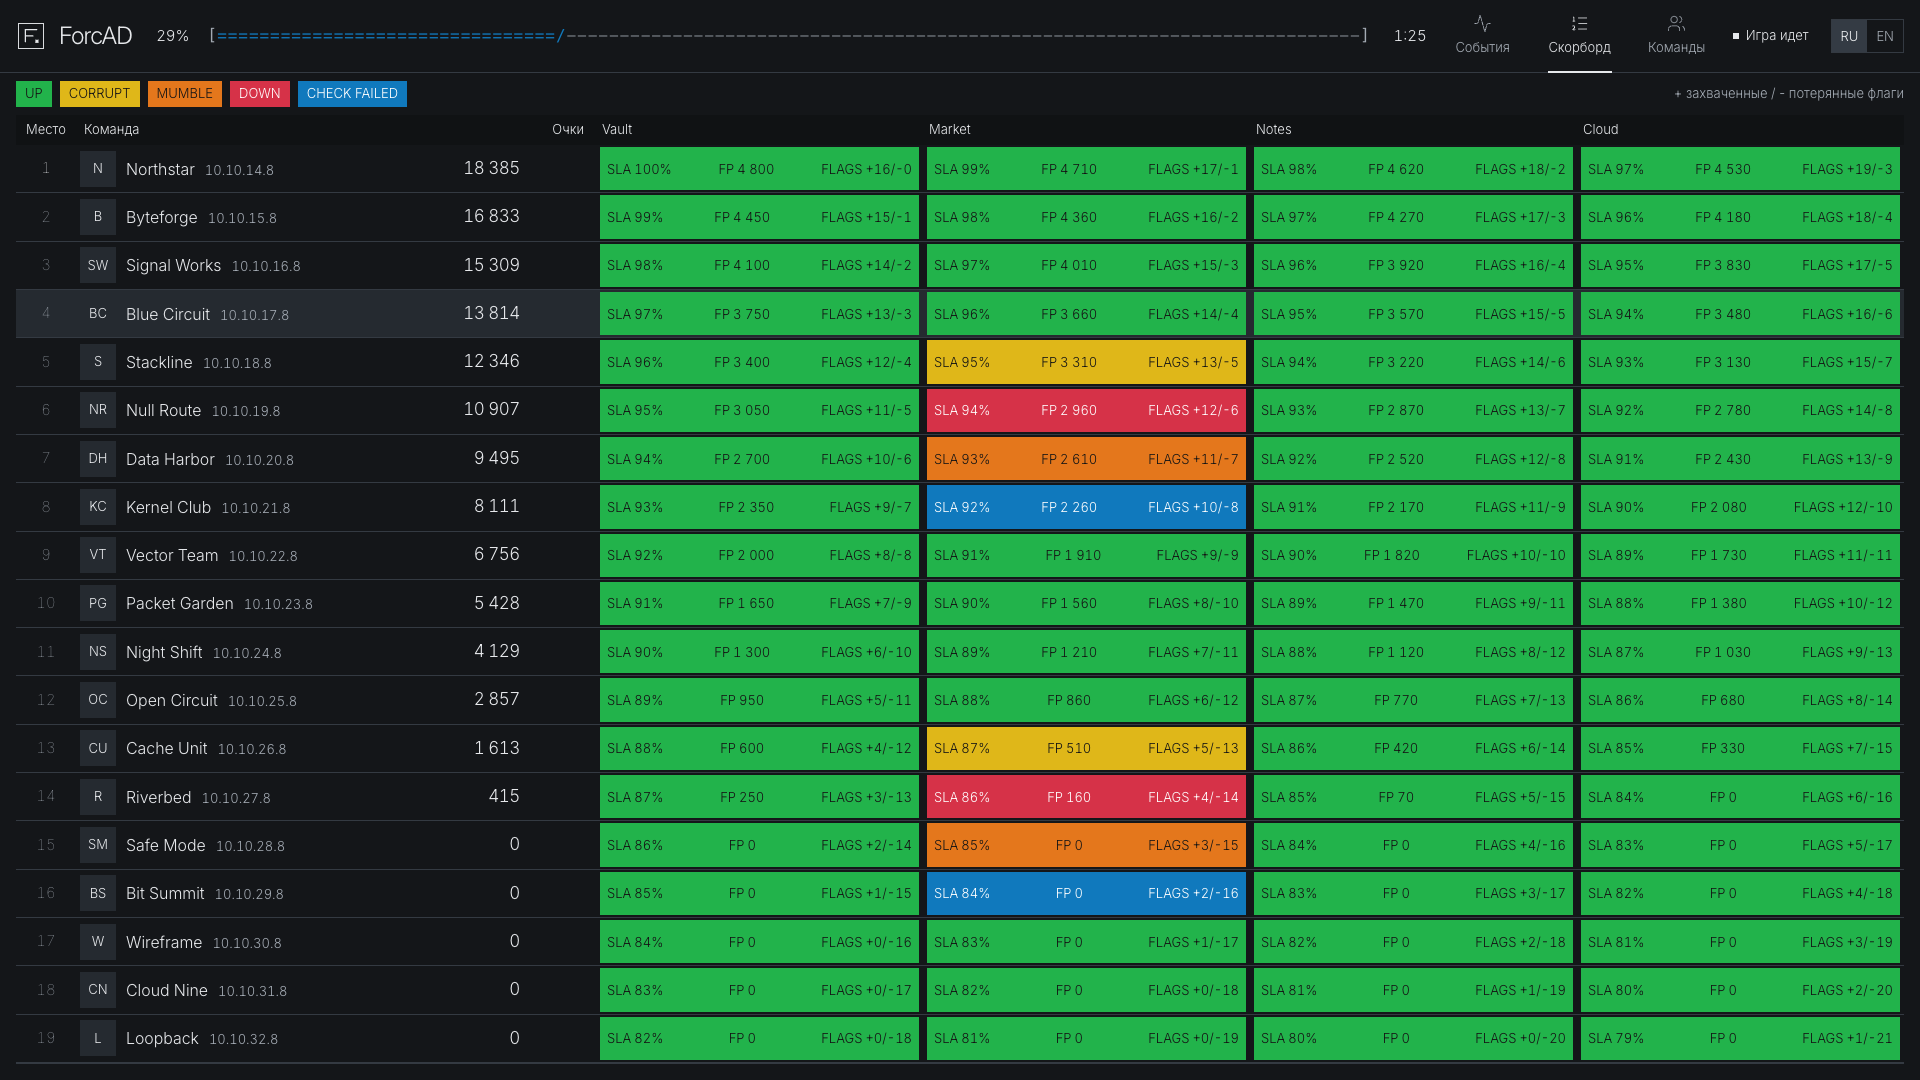 F. ForcAD 29% [================================/---------------------------------------------------------------------------] 1:25 События Скорборд Команды Игра идет RU EN
UP CORRUPT MUMBLE DOWN CHECK FAILED + захваченные / - потерянные флаги
Место Команда Очки Vault Market Notes Cloud
1 N Northstar 10.10.14.8 18 385 SLA 100% FP 4 800 FLAGS +16/-0 SLA 99% FP 4 710 FLAGS +17/-1 SLA 98% FP 4 620 FLAGS +18/-2 SLA 97% FP 4 530 FLAGS +19/-3
2 B Byteforge 10.10.15.8 16 833 SLA 99% FP 4 450 FLAGS +15/-1 SLA 98% FP 4 360 FLAGS +16/-2 SLA 97% FP 4 270 FLAGS +17/-3 SLA 96% FP 4 180 FLAGS +18/-4
3 SW Signal Works 10.10.16.8 15 309 SLA 98% FP 4 100 FLAGS +14/-2 SLA 97% FP 4 010 FLAGS +15/-3 SLA 96% FP 3 920 FLAGS +16/-4 SLA 95% FP 3 830 FLAGS +17/-5
4 BC Blue Circuit 10.10.17.8 13 814 SLA 97% FP 3 750 FLAGS +13/-3 SLA 96% FP 3 660 FLAGS +14/-4 SLA 95% FP 3 570 FLAGS +15/-5 SLA 94% FP 3 480 FLAGS +16/-6
5 S Stackline 10.10.18.8 12 346 SLA 96% FP 3 400 FLAGS +12/-4 SLA 95% FP 3 310 FLAGS +13/-5 SLA 94% FP 3 220 FLAGS +14/-6 SLA 93% FP 3 130 FLAGS +15/-7
6 NR Null Route 10.10.19.8 10 907 SLA 95% FP 3 050 FLAGS +11/-5 SLA 94% FP 2 960 FLAGS +12/-6 SLA 93% FP 2 870 FLAGS +13/-7 SLA 92% FP 2 780 FLAGS +14/-8
7 DH Data Harbor 10.10.20.8 9 495 SLA 94% FP 2 700 FLAGS +10/-6 SLA 93% FP 2 610 FLAGS +11/-7 SLA 92% FP 2 520 FLAGS +12/-8 SLA 91% FP 2 430 FLAGS +13/-9
8 KC Kernel Club 10.10.21.8 8 111 SLA 93% FP 2 350 FLAGS +9/-7 SLA 92% FP 2 260 FLAGS +10/-8 SLA 91% FP 2 170 FLAGS +11/-9 SLA 90% FP 2 080 FLAGS +12/-10
9 VT Vector Team 10.10.22.8 6 756 SLA 92% FP 2 000 FLAGS +8/-8 SLA 91% FP 1 910 FLAGS +9/-9 SLA 90% FP 1 820 FLAGS +10/-10 SLA 89% FP 1 730 FLAGS +11/-11
10 PG Packet Garden 10.10.23.8 5 428 SLA 91% FP 1 650 FLAGS +7/-9 SLA 90% FP 1 560 FLAGS +8/-10 SLA 89% FP 1 470 FLAGS +9/-11 SLA 88% FP 1 380 FLAGS +10/-12
11 NS Night Shift 10.10.24.8 4 129 SLA 90% FP 1 300 FLAGS +6/-10 SLA 89% FP 1 210 FLAGS +7/-11 SLA 88% FP 1 120 FLAGS +8/-12 SLA 87% FP 1 030 FLAGS +9/-13
12 OC Open Circuit 10.10.25.8 2 857 SLA 89% FP 950 FLAGS +5/-11 SLA 88% FP 860 FLAGS +6/-12 SLA 87% FP 770 FLAGS +7/-13 SLA 86% FP 680 FLAGS +8/-14
13 CU Cache Unit 10.10.26.8 1 613 SLA 88% FP 600 FLAGS +4/-12 SLA 87% FP 510 FLAGS +5/-13 SLA 86% FP 420 FLAGS +6/-14 SLA 85% FP 330 FLAGS +7/-15
14 R Riverbed 10.10.27.8 415 SLA 87% FP 250 FLAGS +3/-13 SLA 86% FP 160 FLAGS +4/-14 SLA 85% FP 70 FLAGS +5/-15 SLA 84% FP 0 FLAGS +6/-16
15 SM Safe Mode 10.10.28.8 0 SLA 86% FP 0 FLAGS +2/-14 SLA 85% FP 0 FLAGS +3/-15 SLA 84% FP 0 FLAGS +4/-16 SLA 83% FP 0 FLAGS +5/-17
16 BS Bit Summit 10.10.29.8 0 SLA 85% FP 0 FLAGS +1/-15 SLA 84% FP 0 FLAGS +2/-16 SLA 83% FP 0 FLAGS +3/-17 SLA 82% FP 0 FLAGS +4/-18
17 W Wireframe 10.10.30.8 0 SLA 84% FP 0 FLAGS +0/-16 SLA 83% FP 0 FLAGS +1/-17 SLA 82% FP 0 FLAGS +2/-18 SLA 81% FP 0 FLAGS +3/-19
18 CN Cloud Nine 10.10.31.8 0 SLA 83% FP 0 FLAGS +0/-17 SLA 82% FP 0 FLAGS +0/-18 SLA 81% FP 0 FLAGS +1/-19 SLA 80% FP 0 FLAGS +2/-20
19 L Loopback 10.10.32.8 0 SLA 82% FP 0 FLAGS +0/-18 SLA 81% FP 0 FLAGS +0/-19 SLA 80% FP 0 FLAGS +0/-20 SLA 79% FP 0 FLAGS +1/-21